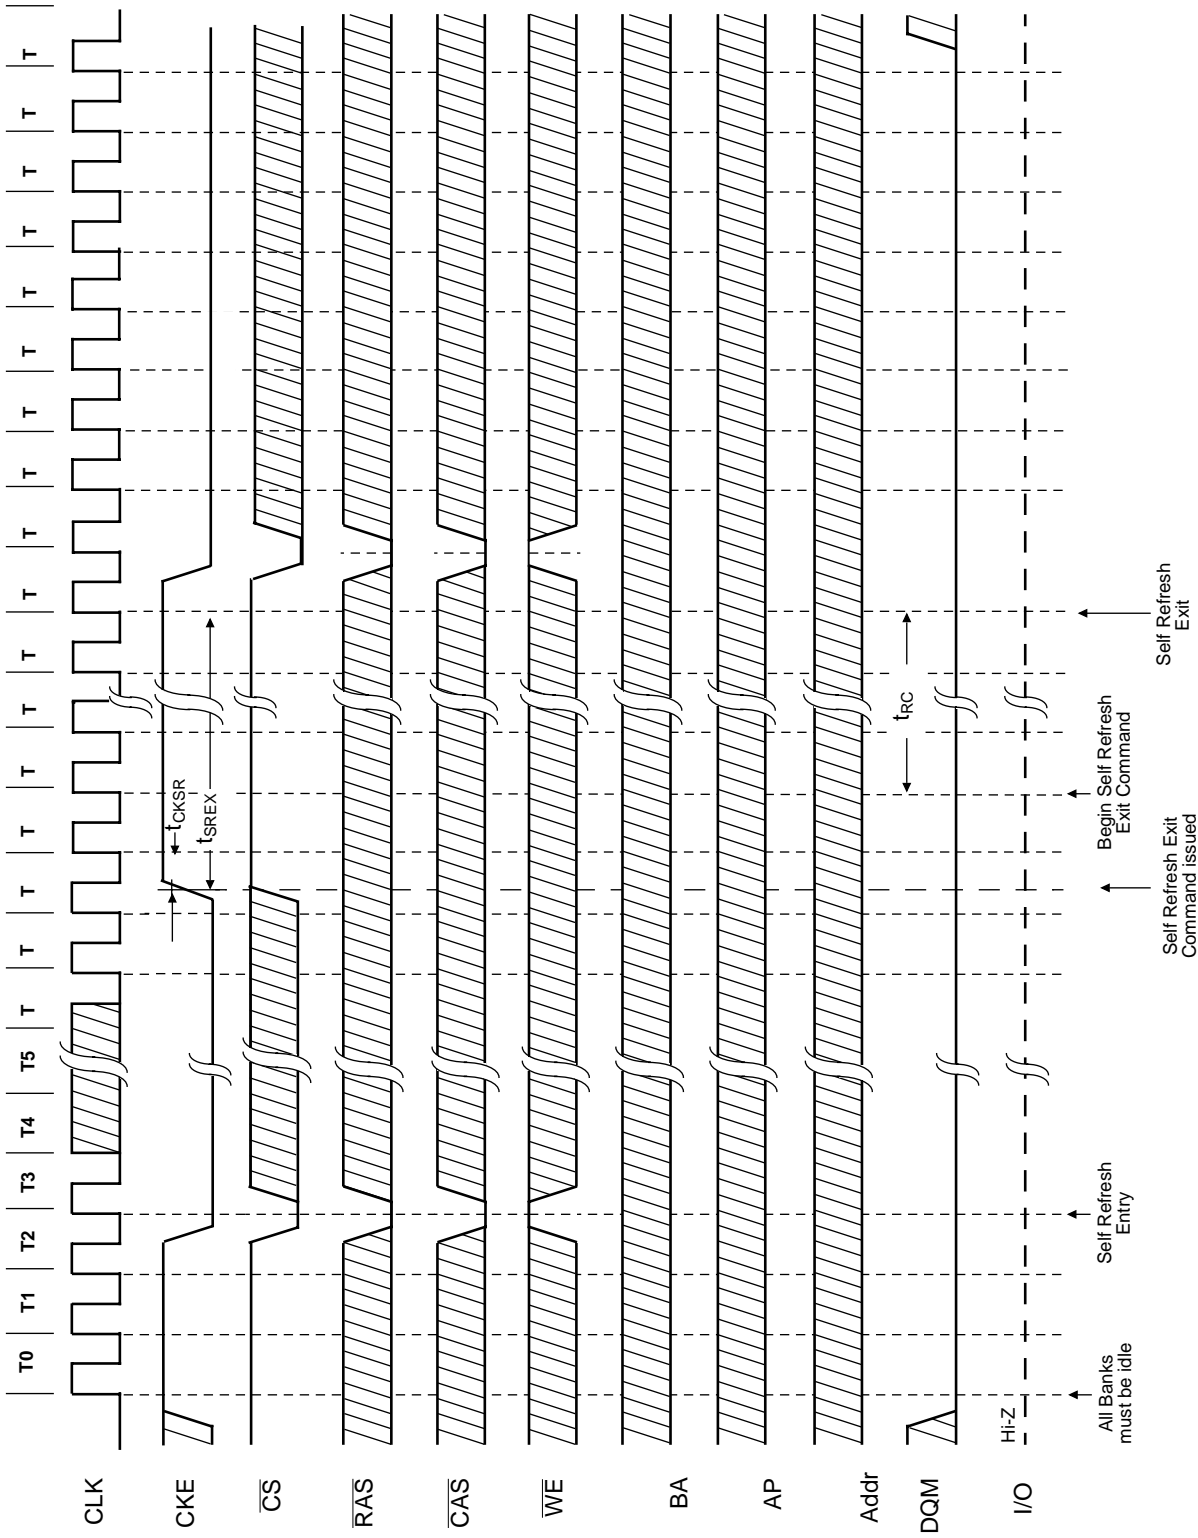 T0 T1 T2 T3 T4 T5 T T T T T T T T T T T T T T T T T
CLK
CKE
tCKSR
tSREX
CS
RAS
CAS
WE
BA
AP
Addr
DQM
tRC
Hi-Z
I/O
All Banks
must be idle
Self Refresh
Entry
Self Refresh Exit
Command issued
Begin Self Refresh
Exit Command
Self Refresh
Exit